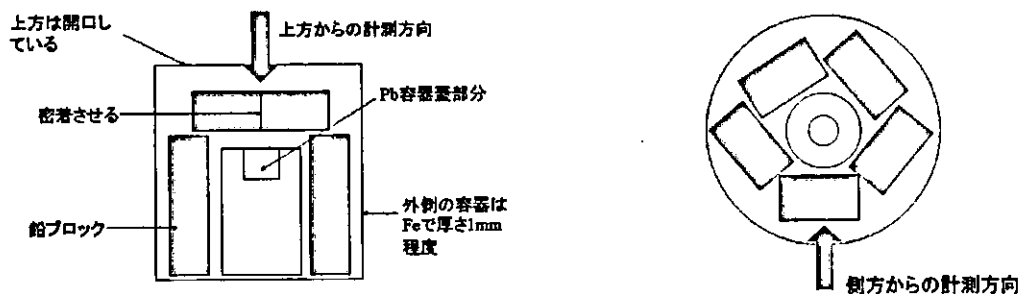 上方は開口し
ている
上方からの計測方向
Pb容器蓋部分
密着させる
鉛ブロック
外側の容器は
Feで厚さ1mm
程度
側方からの計測方向